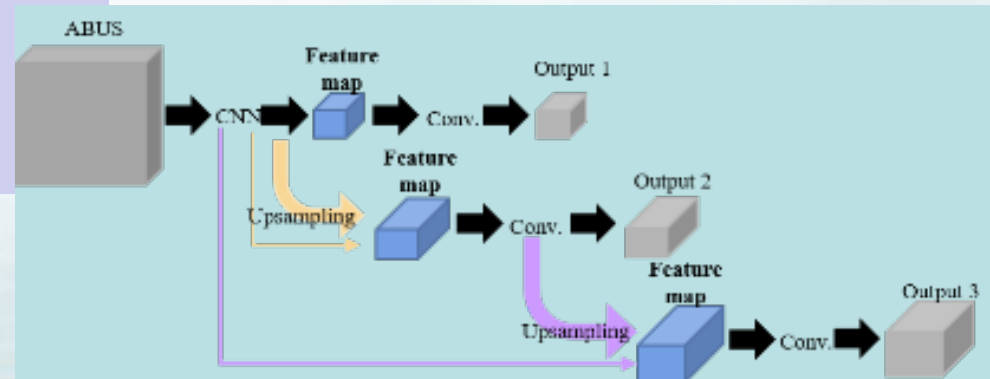 ABUS
Feature
map
Output 1
CNN
Conv.
Feature
map
Output 2
Upsampling
Conv.
Feature
map
Output 3
Upsampling
Conv.